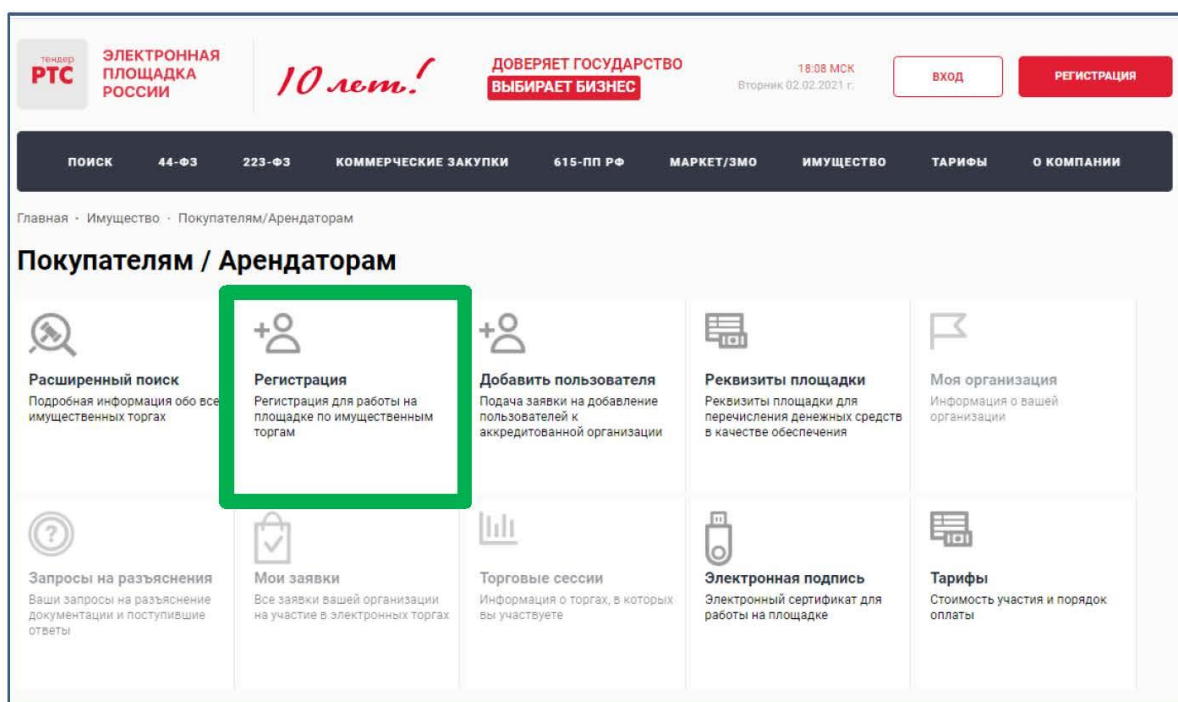 тендер
РТС
ЭЛЕКТРОННАЯ
ПЛОЩАДКА
РОССИИ
10 лет!
ДОВЕРЯЕТ ГОСУДАРСТВО
ВЫБИРАЕТ БИЗНЕС
18:08 МСК
Вторник 02.02.2021 г.
ВХОД
РЕГИСТРАЦИЯ
ПОИСК 44-ФЗ 223-ФЗ КОММЕРЧЕСКИЕ ЗАКУПКИ 615-ПП РФ МАРКЕТ/ЗМО ИМУЩЕСТВО ТАРИФЫ О КОМПАНИИ
Главная · Имущество · Покупателям/Арендаторам
Покупателям / Арендаторам
Расширенный поиск
Подробная информация обо все
имущественных торгах
Регистрация
Регистрация для работы на
площадке по имущественным
торгам
Добавить пользователя
Подача заявки на добавление
пользователей к
аккредитованной организации
Реквизиты площадки
Реквизиты площадки для
перечисления денежных средств
в качестве обеспечения
Моя организация
Информация о вашей
организации
Запросы на разъяснения
Ваши запросы на разъяснение
документации и поступившие
ответы
Мои заявки
Все заявки вашей организации
на участие в электронных торгах
Торговые сессии
Информация о торгах, в которых
вы участвуете
Электронная подпись
Электронный сертификат для
работы на площадке
Тарифы
Стоимость участия и порядок
оплаты